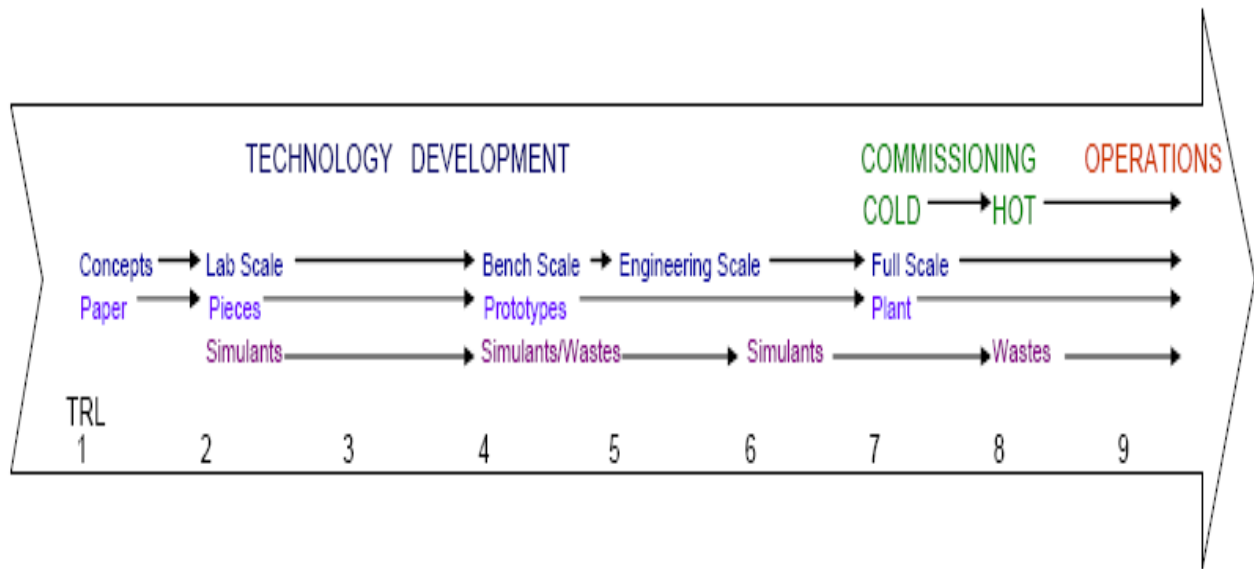 TECHNOLOGY DEVELOPMENT COMMISSIONING OPERATIONS
COLD HOT
Concepts Lab Scale Bench Scale Engineering Scale Full Scale
Paper Pieces Prototypes Plant
Simulants Simulants/Wastes Simulants Wastes
TRL
1 2 3 4 5 6 7 8 9